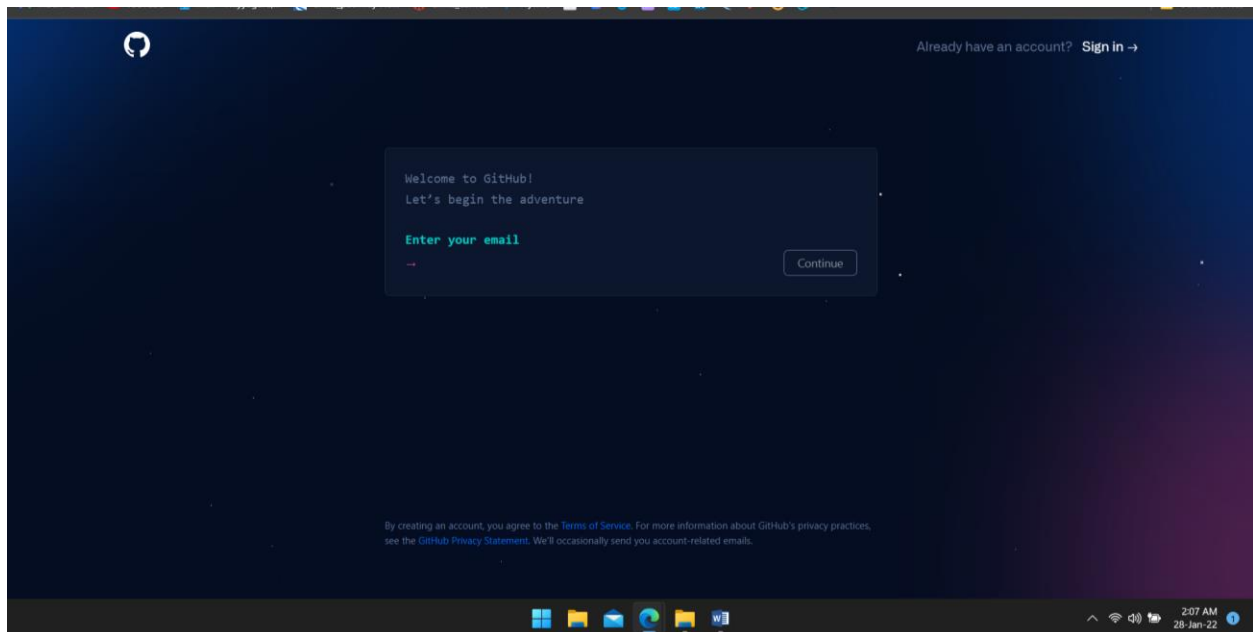 Already have an account? Sign in →
Welcome to GitHub!
Let's begin the adventure
Enter your email
→
Continue
By creating an account, you agree to the Terms of Service. For more information about GitHub's privacy practices,
see the GitHub Privacy Statement. We'll occasionally send you account-related emails.
2:07 AM
28-Jan-22
1